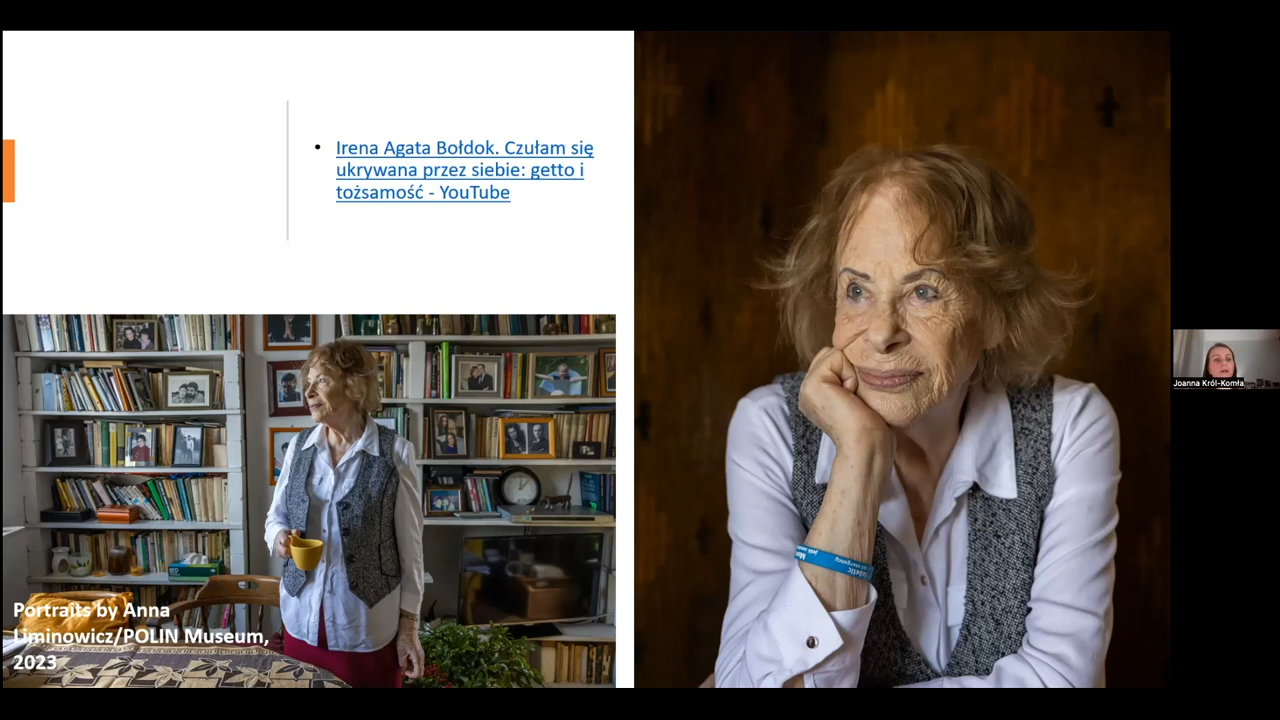 Irena Agata Bołdok. Czułam się
ukrywana przez siebie: getto i
tożsamość - YouTube
Portraits by Anna
Liminowicz/POLIN Museum,
2023
Joanna Król-Komła